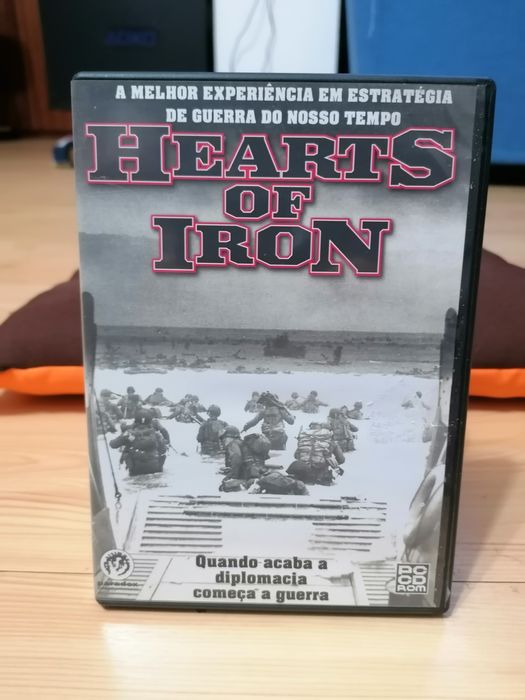 A MELHOR EXPERIÊNCIA EM ESTRATÉGIA
DE GUERRA DO NOSSO TEMPO
HEARTS
OF
IRON
Quando acaba a
diplomacia
começa a guerra
paradox
PC
CD
ROM